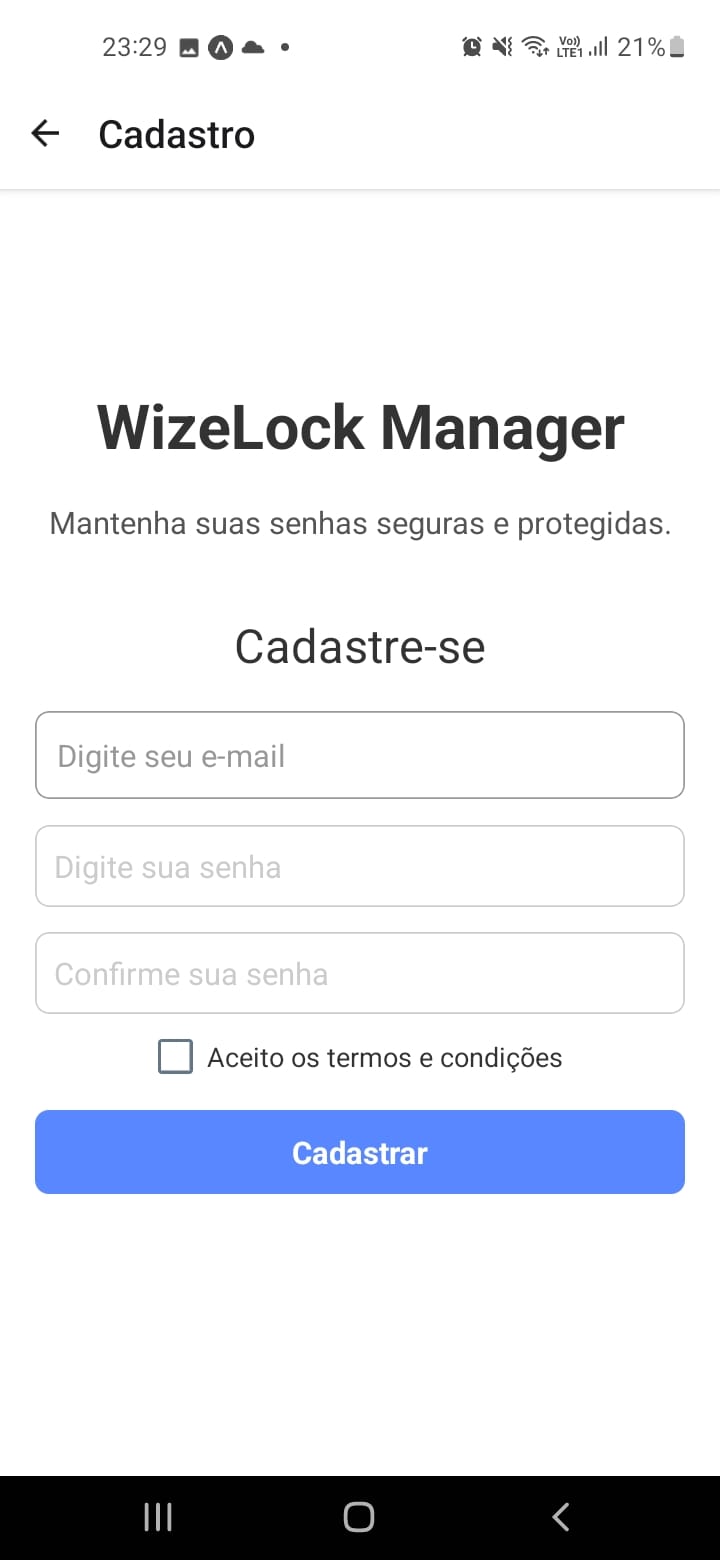 23:29
Vo)) LTE1 21%
Cadastro
WizeLock Manager
Mantenha suas senhas seguras e protegidas.
Cadastre-se
Digite seu e-mail
Digite sua senha
Confirme sua senha
Aceito os termos e condições
Cadastrar